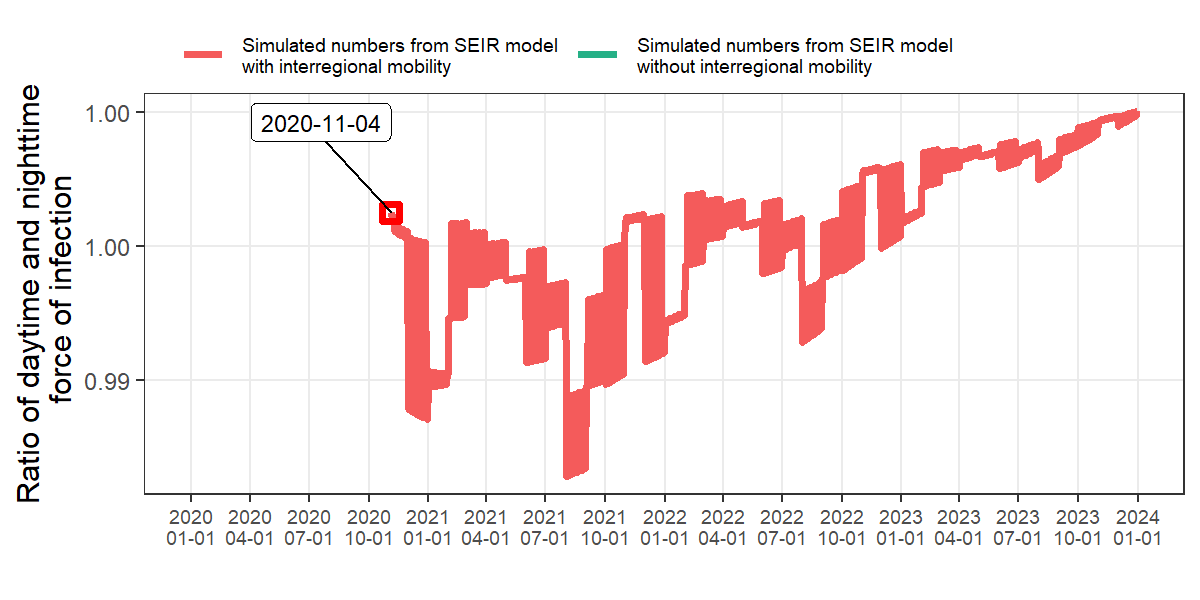 Simulated numbers from SEIR model
with interregional mobility
Simulated numbers from SEIR model
without interregional mobility
Ratio of daytime and nighttime
force of infection
1.00
1.00
0.99
2020-11-04
2020 2020 2020 2020 2021 2021 2021 2021 2022 2022 2022 2022 2023 2023 2023 2023 2024
01-01 04-01 07-01 10-01 01-01 04-01 07-01 10-01 01-01 04-01 07-01 10-01 01-01 04-01 07-01 10-01 01-01